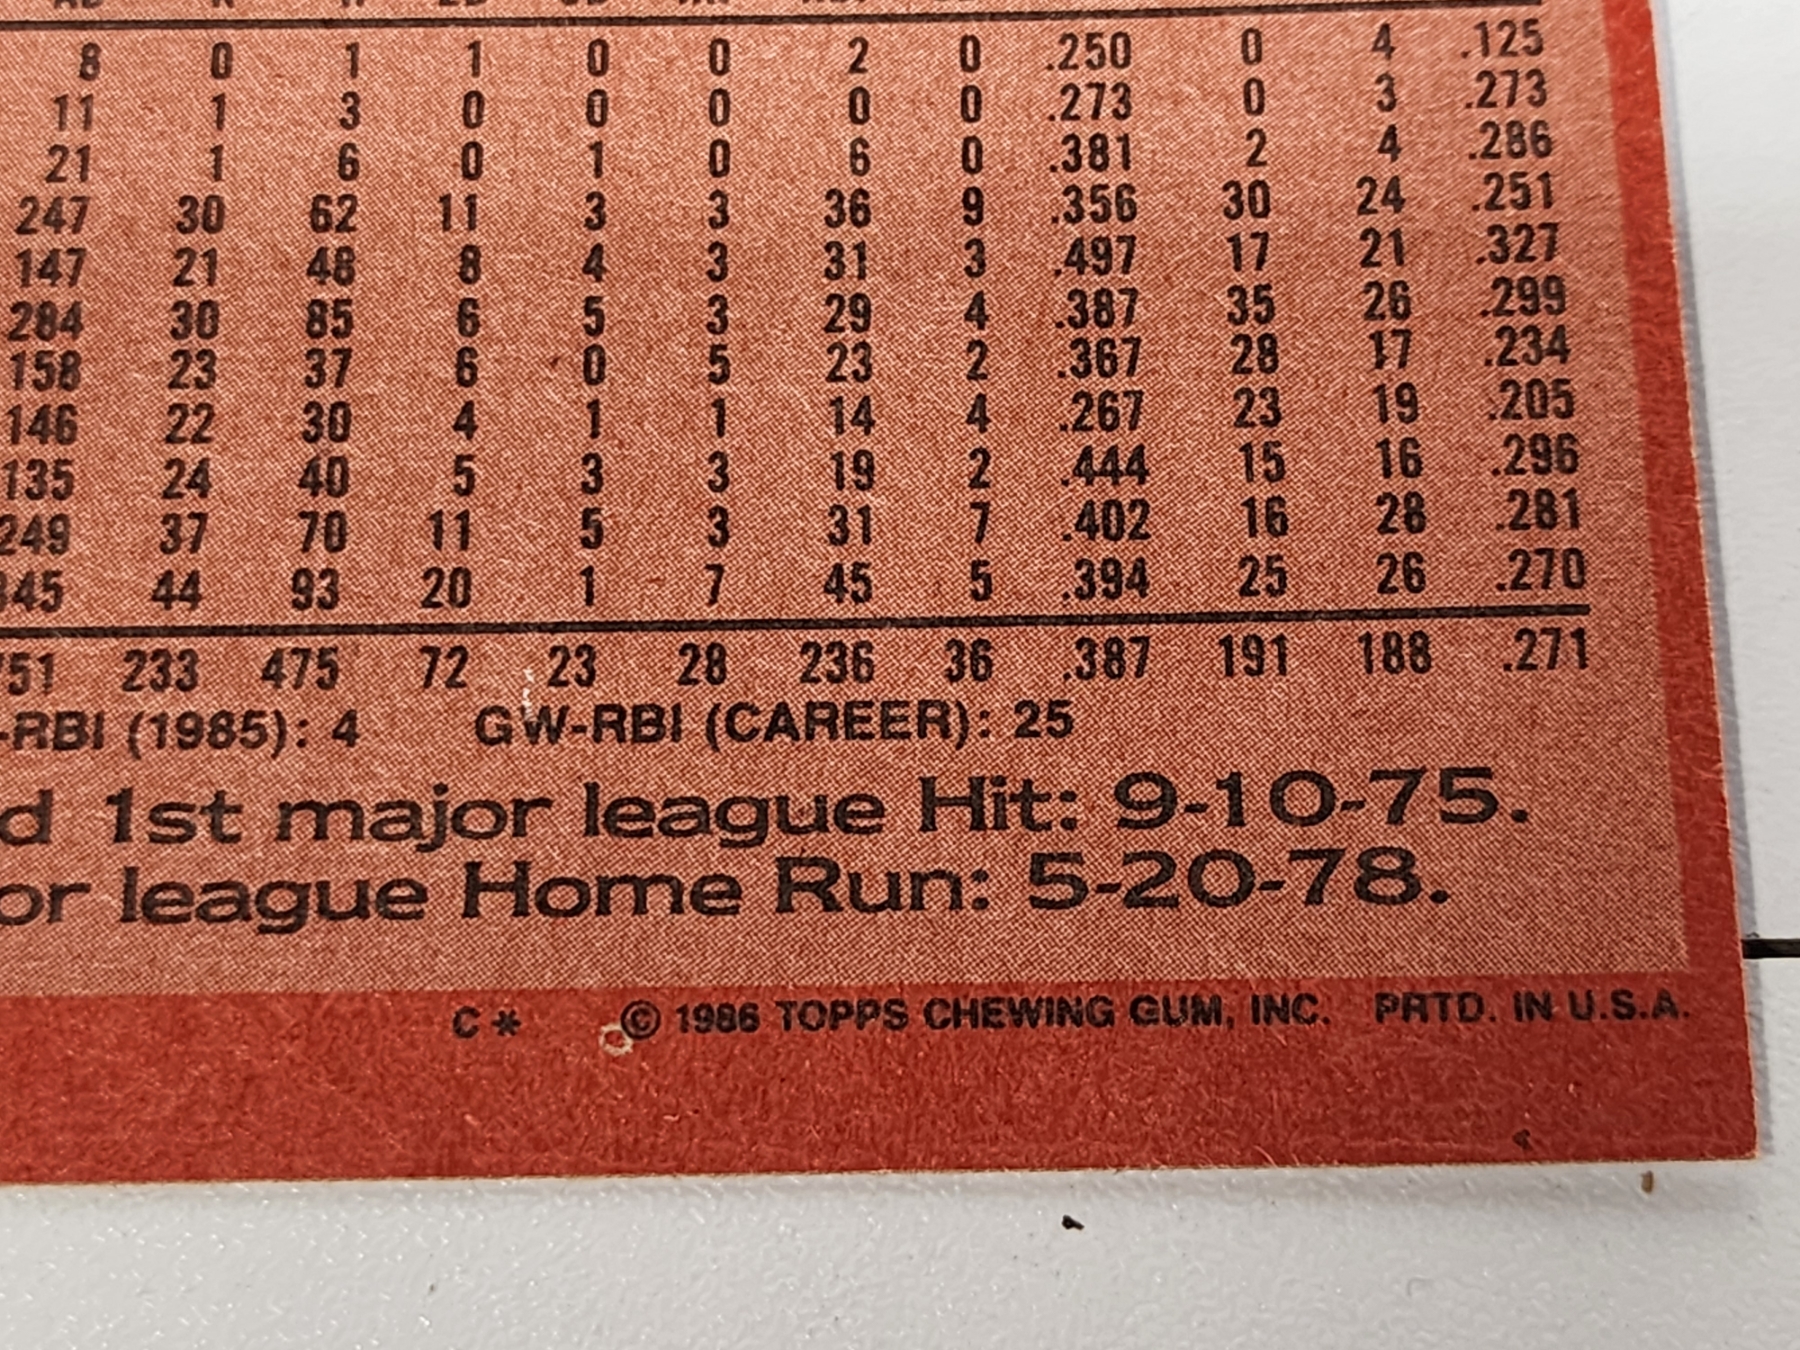 8 0 1 1 0 0 2 0 .250 0 4 .125
11 1 3 0 0 0 0 0 .273 0 3 .273
21 1 6 0 1 0 6 0 .381 2 4 .286
247 30 62 11 3 3 36 9 .356 30 24 .251
147 21 48 8 4 3 31 3 .497 17 21 .327
284 30 85 6 5 3 29 4 .387 35 26 .299
158 23 37 6 0 5 23 2 .367 28 17 .234
146 22 30 4 1 1 14 4 .267 23 19 .205
135 24 40 5 3 3 19 2 .444 15 16 .296
249 37 70 11 5 3 31 7 .402 16 28 .281
345 44 93 20 1 7 45 5 .394 25 26 .270
751 233 475 72 23 28 236 36 .387 191 188 .271
-RBI (1985): 4 GW-RBI (CAREER): 25
d 1st major league Hit: 9-10-75.
or league Home Run: 5-20-78.
C* © 1986 TOPPS CHEWING GUM, INC. PRTD. IN U.S.A.